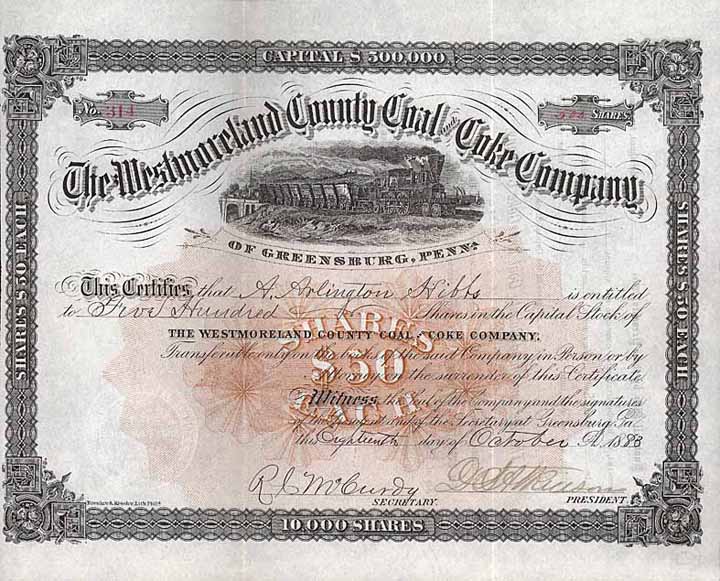 CAPITAL $ 500,000.
No. 314
500 SHARES
The Westmoreland County Coal and Coke Company
OF GREENSBURG, PENNA.
SHARES $50 EACH
SHARES $50 EACH
This Certifies that A. Arlington Hibbs is entitled
to Five Hundred Shares in the Capital Stock of
THE WESTMORELAND COUNTY COAL & COKE COMPANY.
Transferable only on the books of the said Company in Person or by
Attorney on the surrender of this Certificate
Witness, the seal of the Company and the signatures
of the President and of the Secretary at Greensburg Pa.
this Eighteenth day of October A.D. 1883
SHARES
$50
EACH
R C McCurdy
SECRETARY.
PRESIDENT.
10,000 SHARES